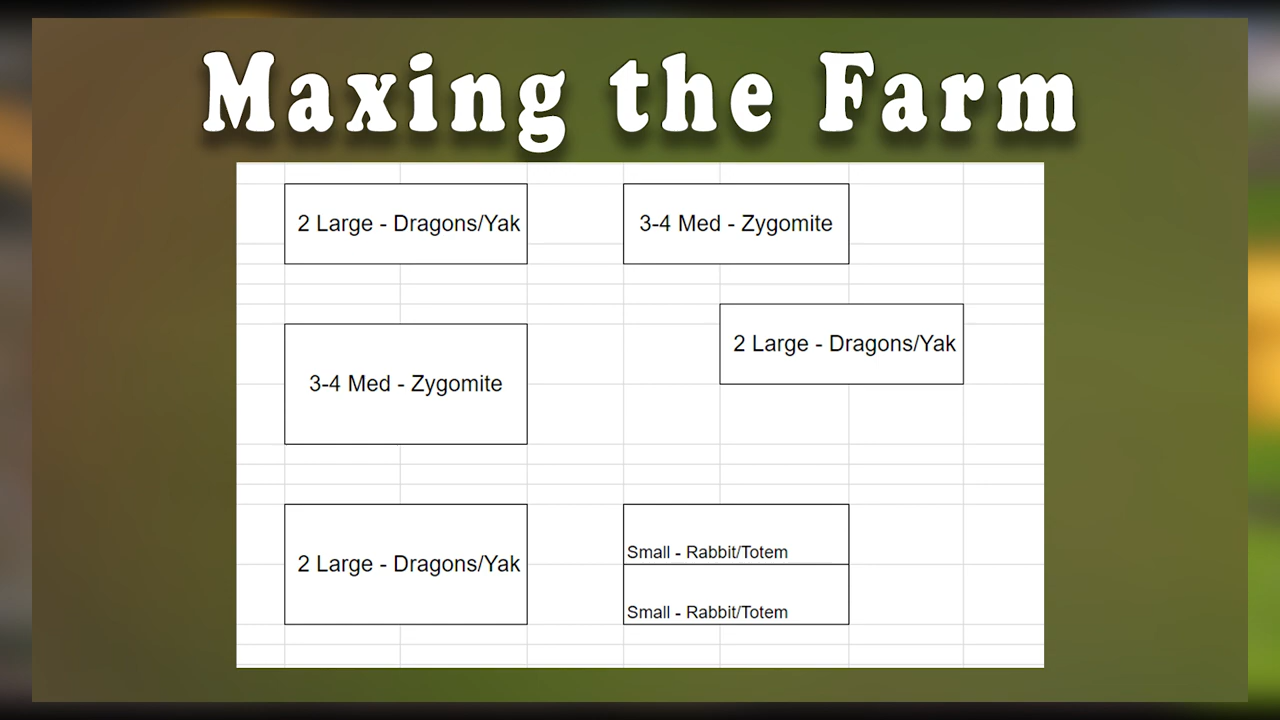 Maxing the Farm
2 Large - Dragons/Yak
3-4 Med - Zygomite
2 Large - Dragons/Yak
3-4 Med - Zygomite
2 Large - Dragons/Yak
Small - Rabbit/Totem
Small - Rabbit/Totem